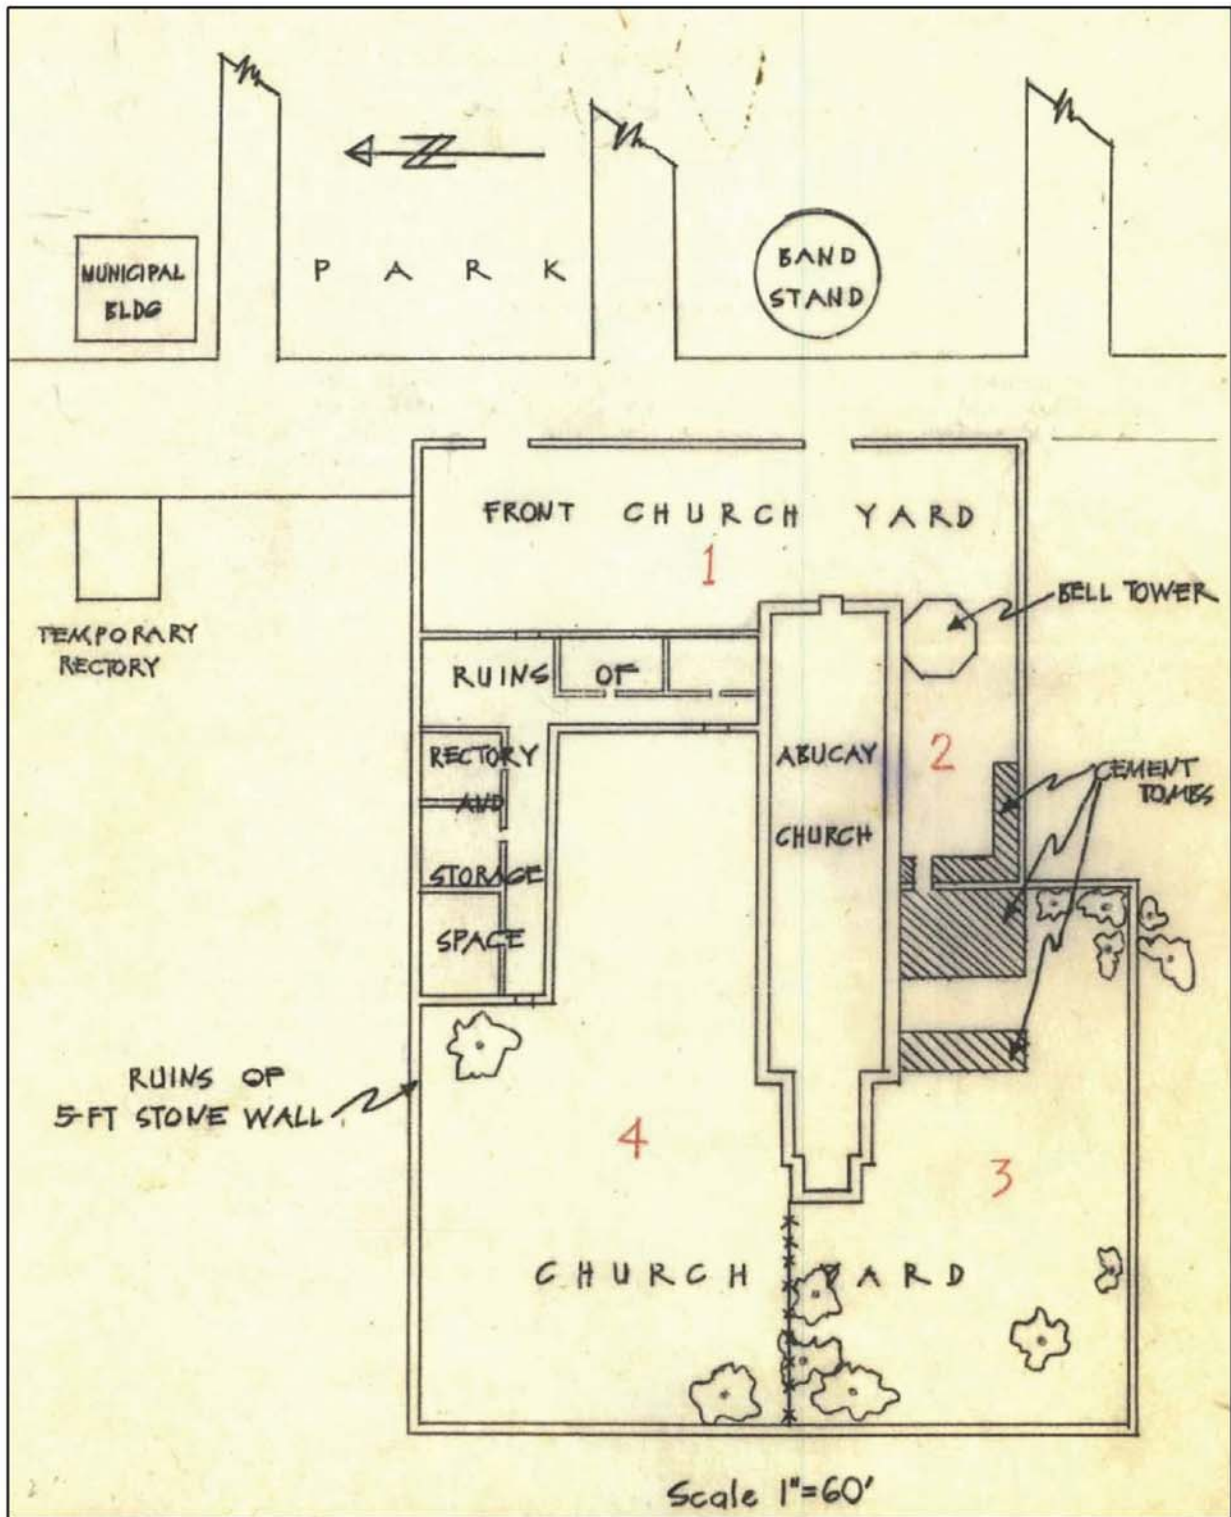 N
MUNICIPAL
BLDG
PARK
BAND
STAND
FRONT CHURCH YARD
1
BELL TOWER
TEMPORARY
RECTORY
RUINS OF
RECTORY
AND
STORAGE
SPACE
ABUCAY
CHURCH
2
CEMENT
TOMBS
RUINS OF
5-FT STONE WALL
4
3
CHURCH YARD
Scale 1"=60'